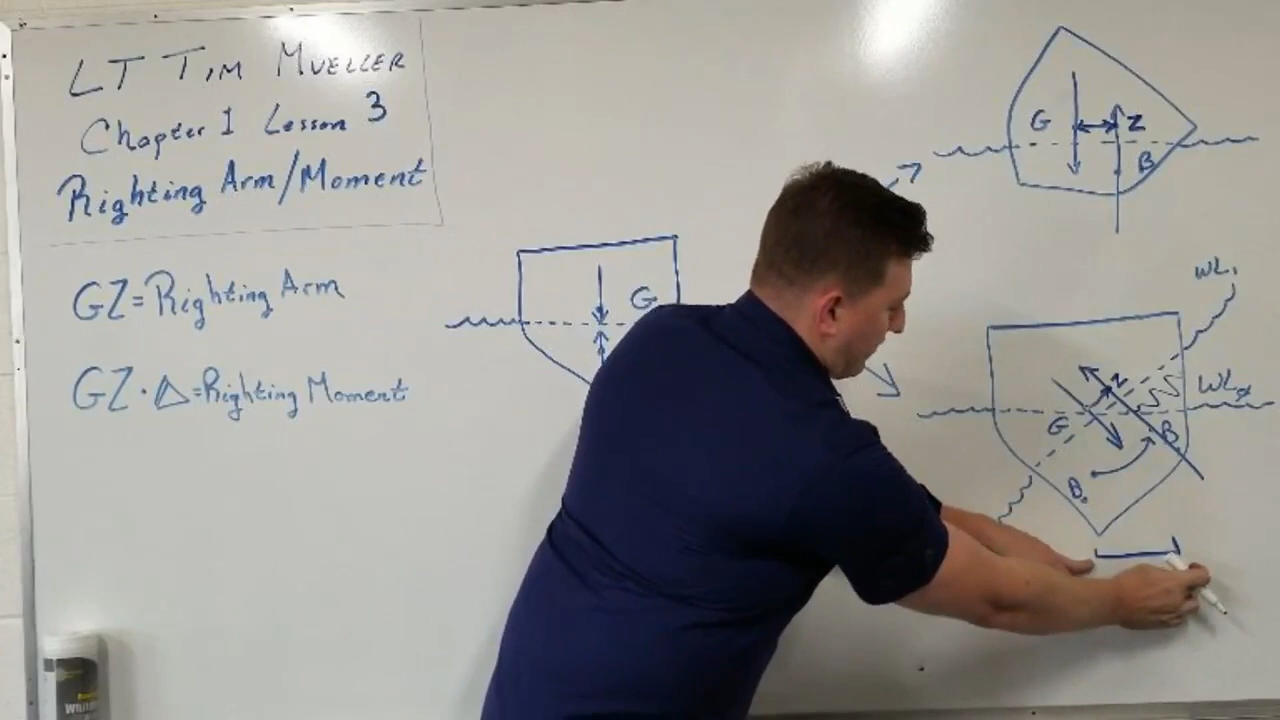 LT TIM MUELLER
Chapter 1 Lesson 3
Righting Arm/Moment
GZ=Righting Arm
GZ·Δ=Righting Moment
G
G
Z
B
WL₁
WLø
Z
G
B
B₀